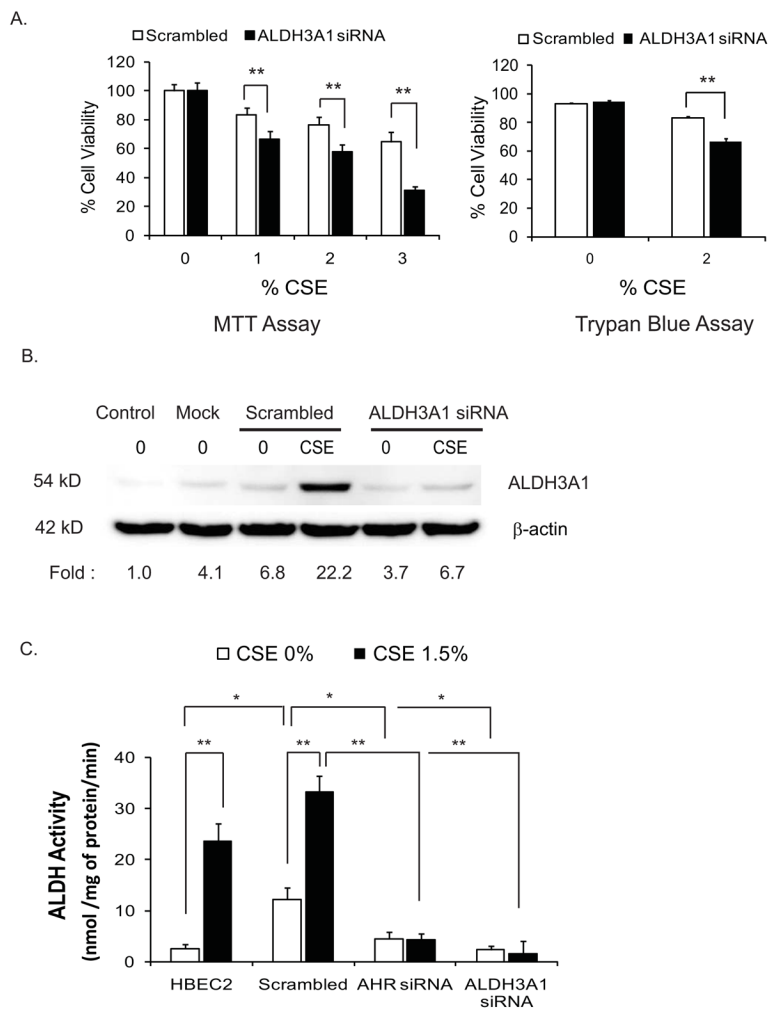 A.
Scrambled ALDH3A1 siRNA
120
100
80
60
40
20
0
% Cell Viability
** ** **
0 1 2 3
% CSE
MTT Assay
Scrambled ALDH3A1 siRNA
120
100
80
60
40
20
0
% Cell Viability
**
0 2
% CSE
Trypan Blue Assay
B.
Control Mock Scrambled ALDH3A1 siRNA
0 0 0 CSE 0 CSE
54 kD ALDH3A1
42 kD β-actin
Fold : 1.0 4.1 6.8 22.2 3.7 6.7
C.
CSE 0% CSE 1.5%
* * *
** ** ** **
40
30
20
10
0
ALDH Activity
(nmol /mg of protein/min)
HBEC2 Scrambled AHR siRNA ALDH3A1
siRNA